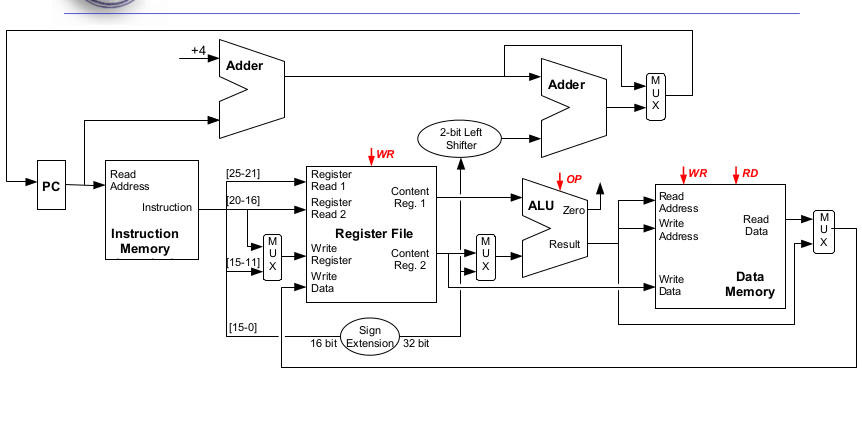 +4
Adder
Adder
M
U
X
2-bit Left
Shifter
PC
Read
Address
Instruction
Instruction
Memory
[25-21]
[20-16]
[15-11]
[15-0]
M
U
X
WR
Register
Read 1
Register
Read 2
Write
Register
Write
Data
Content
Reg. 1
Register File
Content
Reg. 2
16 bit
Sign
Extension
32 bit
M
U
X
OP
ALU
Zero
Result
WR
RD
Read
Address
Write
Address
Write
Data
Read
Data
Data
Memory
M
U
X